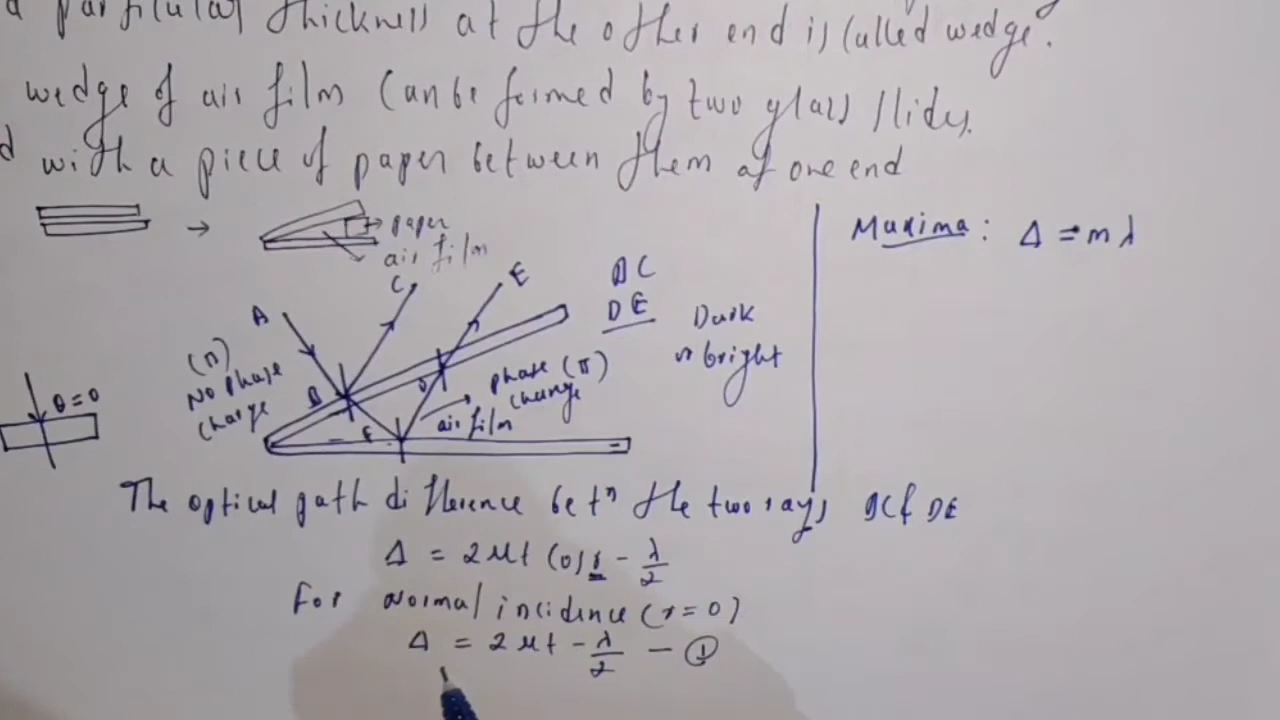 a particular thickness at the other end is called wedge.
wedge of air film can be formed by two glass slides
d with a piece of paper between them at one end
→ paper
air film
Maxima: Δ = mλ
A
C
E
BC
DE
Dark
or bright
(n)
No phase
change
B
D
F
phase (π)
change
air film
θ=0
The optical path difference betn the two rays BC & DE
Δ = 2μt cos r - λ/2
For Normal incidence (r=0)
Δ = 2μt - λ/2 — ①